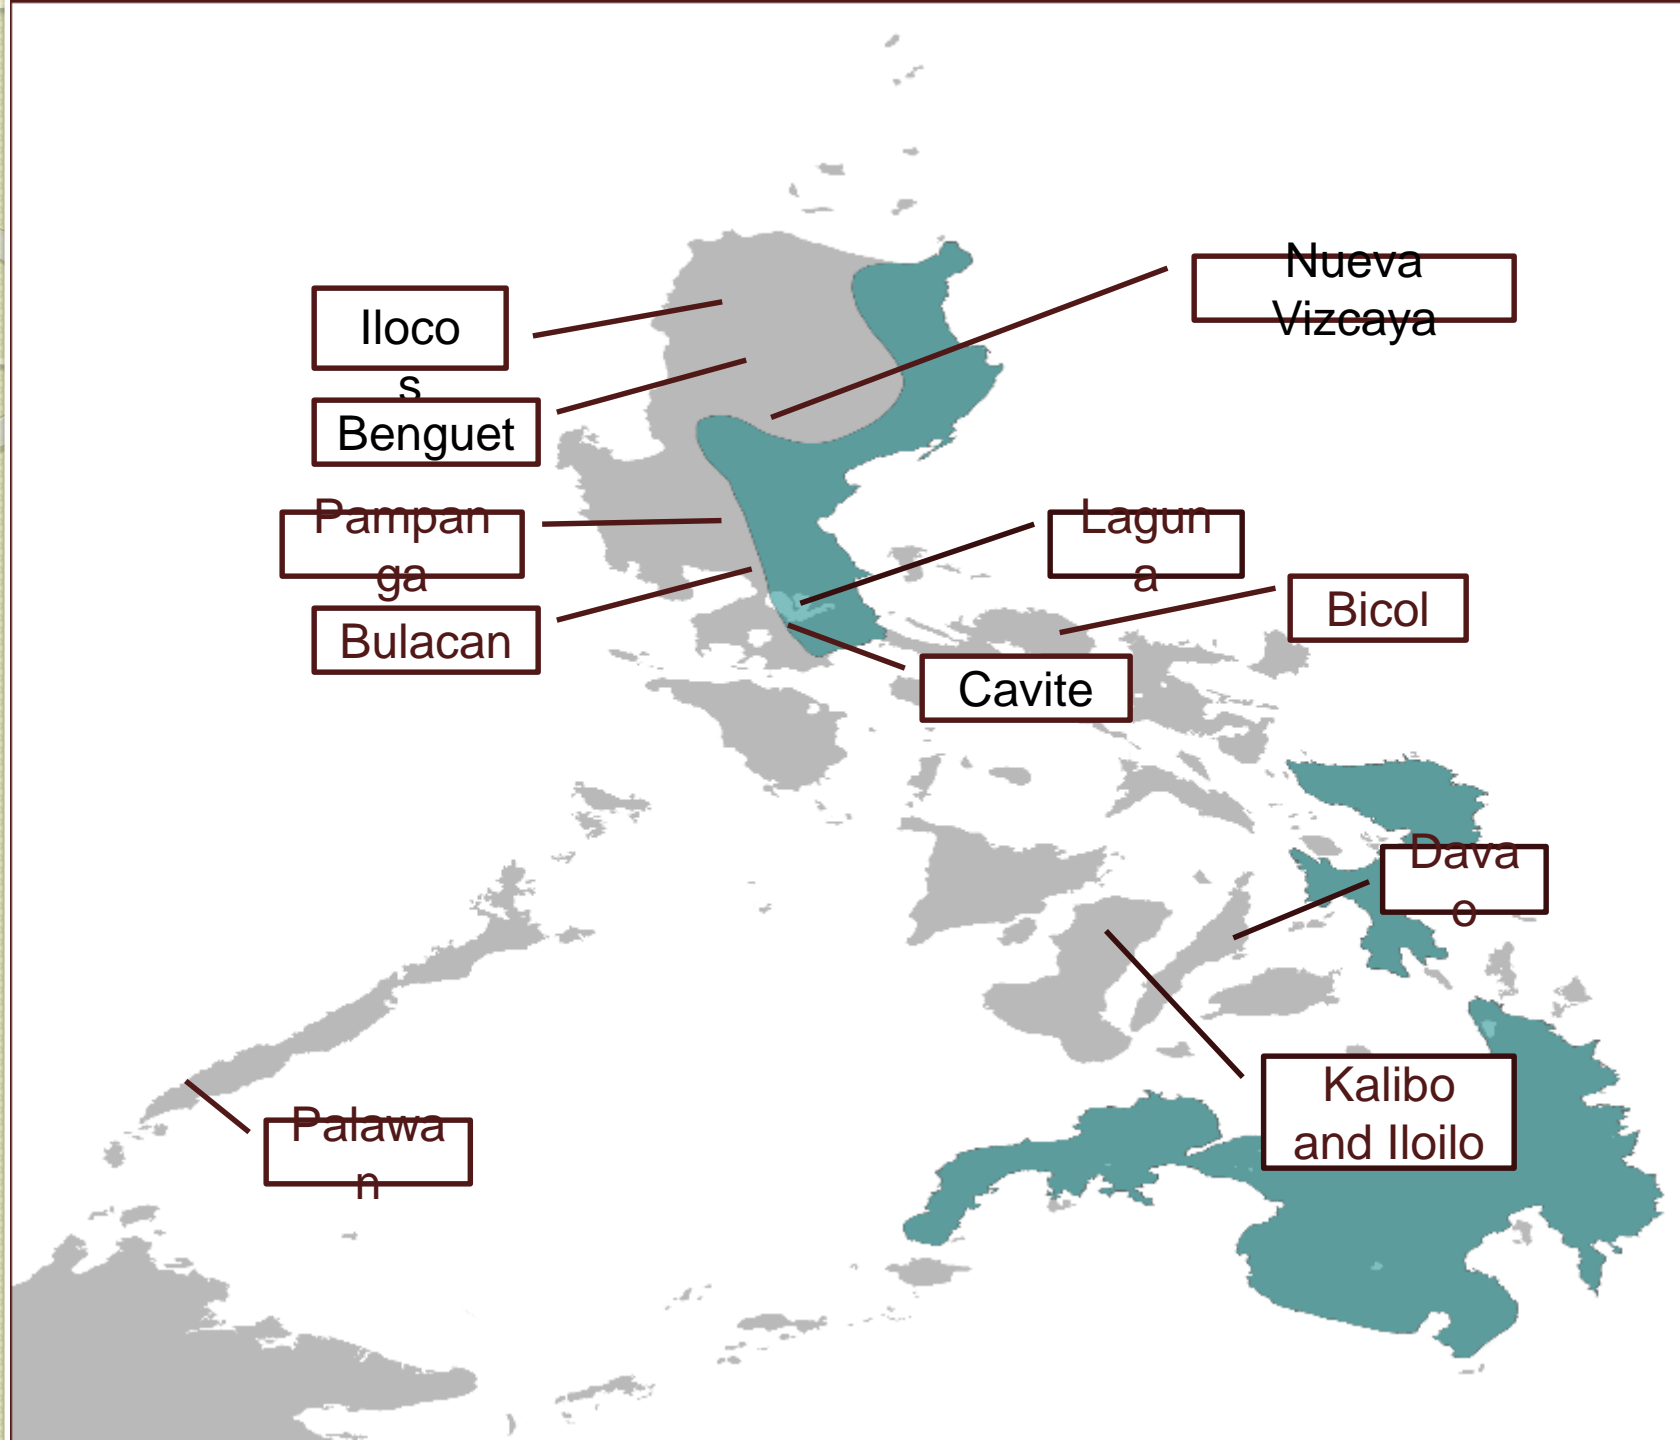 Nueva
Vizcaya
Iloco
s
Benguet
Pampan
ga
Lagun
a
Bicol
Bulacan
Cavite
Dava
o
Kalibo
and Iloilo
Palawa
n